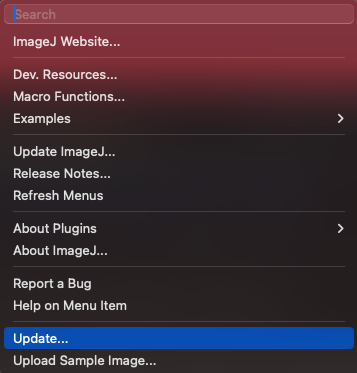 Search
ImageJ Website...
Dev. Resources...
Macro Functions...
Examples
Update ImageJ...
Release Notes...
Refresh Menus
About Plugins
About ImageJ...
Report a Bug
Help on Menu Item
Update...
Upload Sample Image...